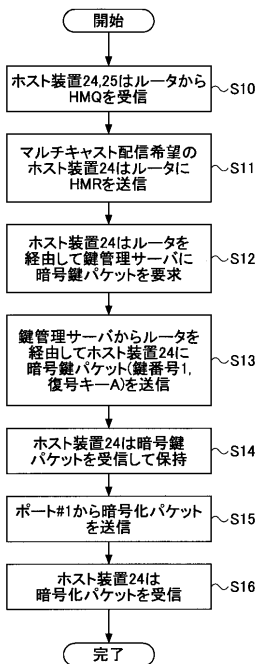 開始
ホスト装置24,25はルータから
HMQを受信
S10
マルチキャスト配信希望の
ホスト装置24はルータに
HMRを送信
S11
ホスト装置24はルータを
経由して鍵管理サーバに
暗号鍵パケットを要求
S12
鍵管理サーバからルータを
経由してホスト装置24に
暗号鍵パケット(鍵番号1,
復号キーA)を送信
S13
ホスト装置24は暗号鍵
パケットを受信して保持
S14
ポート#1から暗号化パケット
を送信
S15
ホスト装置24は
暗号化パケットを受信
S16
完了